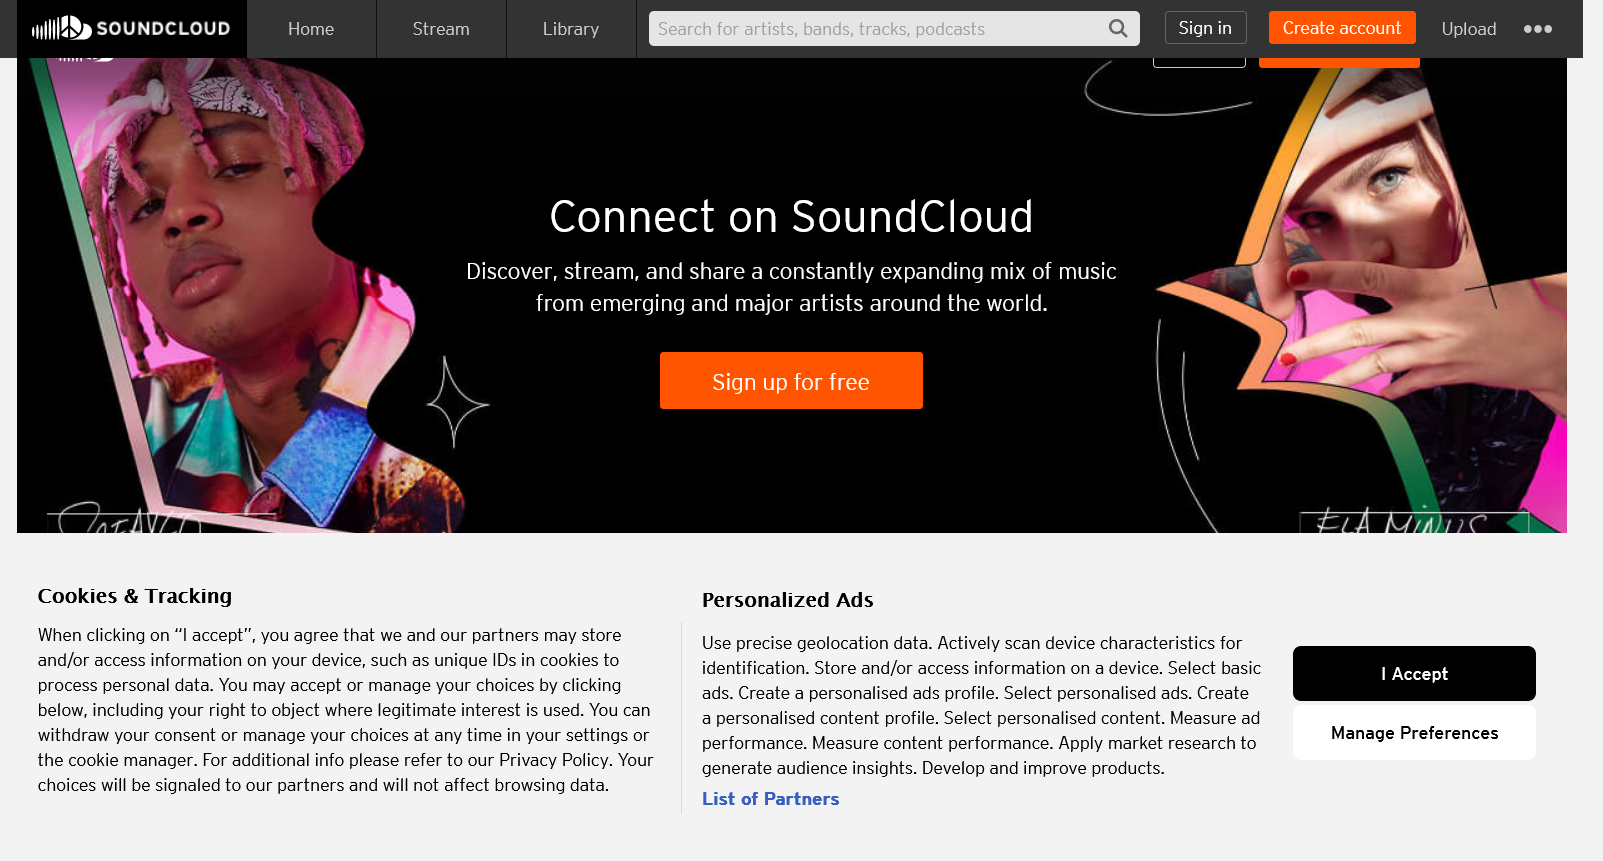 SOUNDCLOUD
Home
Stream
Library
Search for artists, bands, tracks, podcasts
Sign in
Create account
Upload
Connect on SoundCloud
Discover, stream, and share a constantly expanding mix of music
from emerging and major artists around the world.
Sign up for free
ELA MINUS
Cookies & Tracking
When clicking on “I accept”, you agree that we and our partners may store
and/or access information on your device, such as unique IDs in cookies to
process personal data. You may accept or manage your choices by clicking
below, including your right to object where legitimate interest is used. You can
withdraw your consent or manage your choices at any time in your settings or
the cookie manager. For additional info please refer to our Privacy Policy. Your
choices will be signaled to our partners and will not affect browsing data.
Personalized Ads
Use precise geolocation data. Actively scan device characteristics for
identification. Store and/or access information on a device. Select basic
ads. Create a personalised ads profile. Select personalised ads. Create
a personalised content profile. Select personalised content. Measure ad
performance. Measure content performance. Apply market research to
generate audience insights. Develop and improve products.
List of Partners
I Accept
Manage Preferences